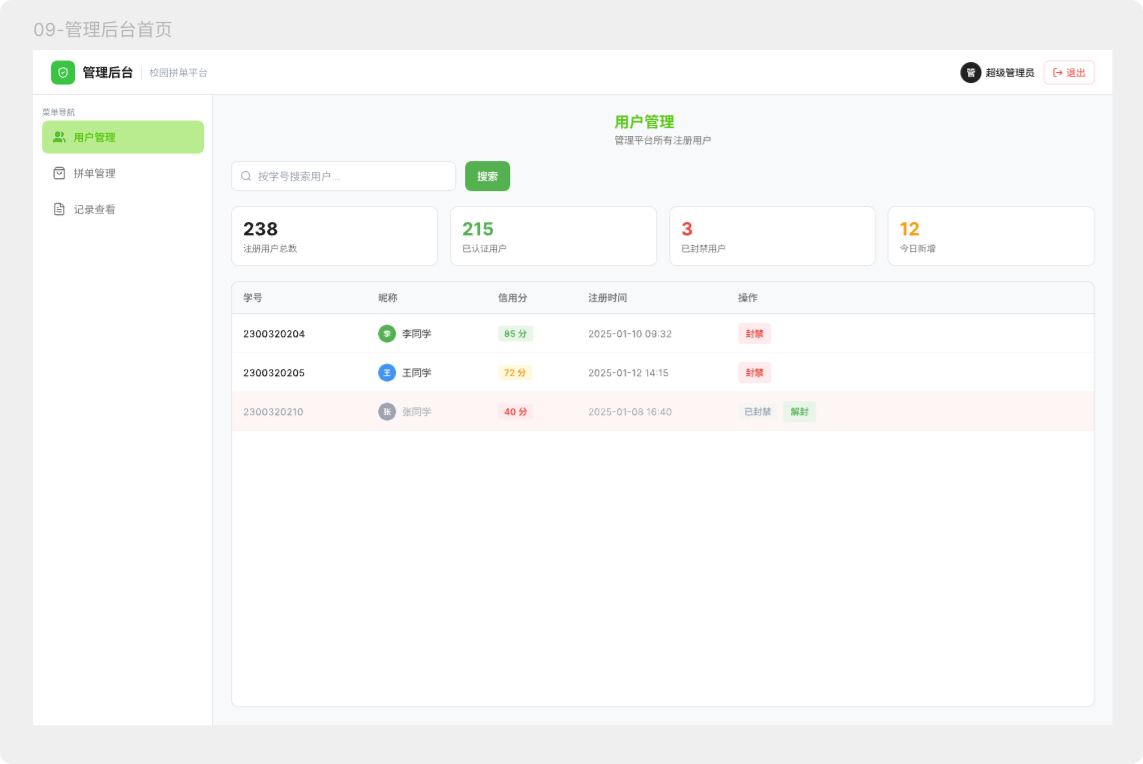 09-管理后台首页
管理后台 校园拼单平台 管 超级管理员 退出
菜单导航
用户管理
拼单管理
记录查看
用户管理
管理平台所有注册用户
按学号搜索用户... 搜索
238 215 3 12
注册用户总数 已认证用户 已封禁用户 今日新增
学号 昵称 信用分 注册时间 操作
2300320204 李 李同学 85 分 2025-01-10 09:32 封禁
2300320205 王 王同学 72 分 2025-01-12 14:15 封禁
2300320210 张 张同学 40 分 2025-01-08 16:40 已封禁 解封